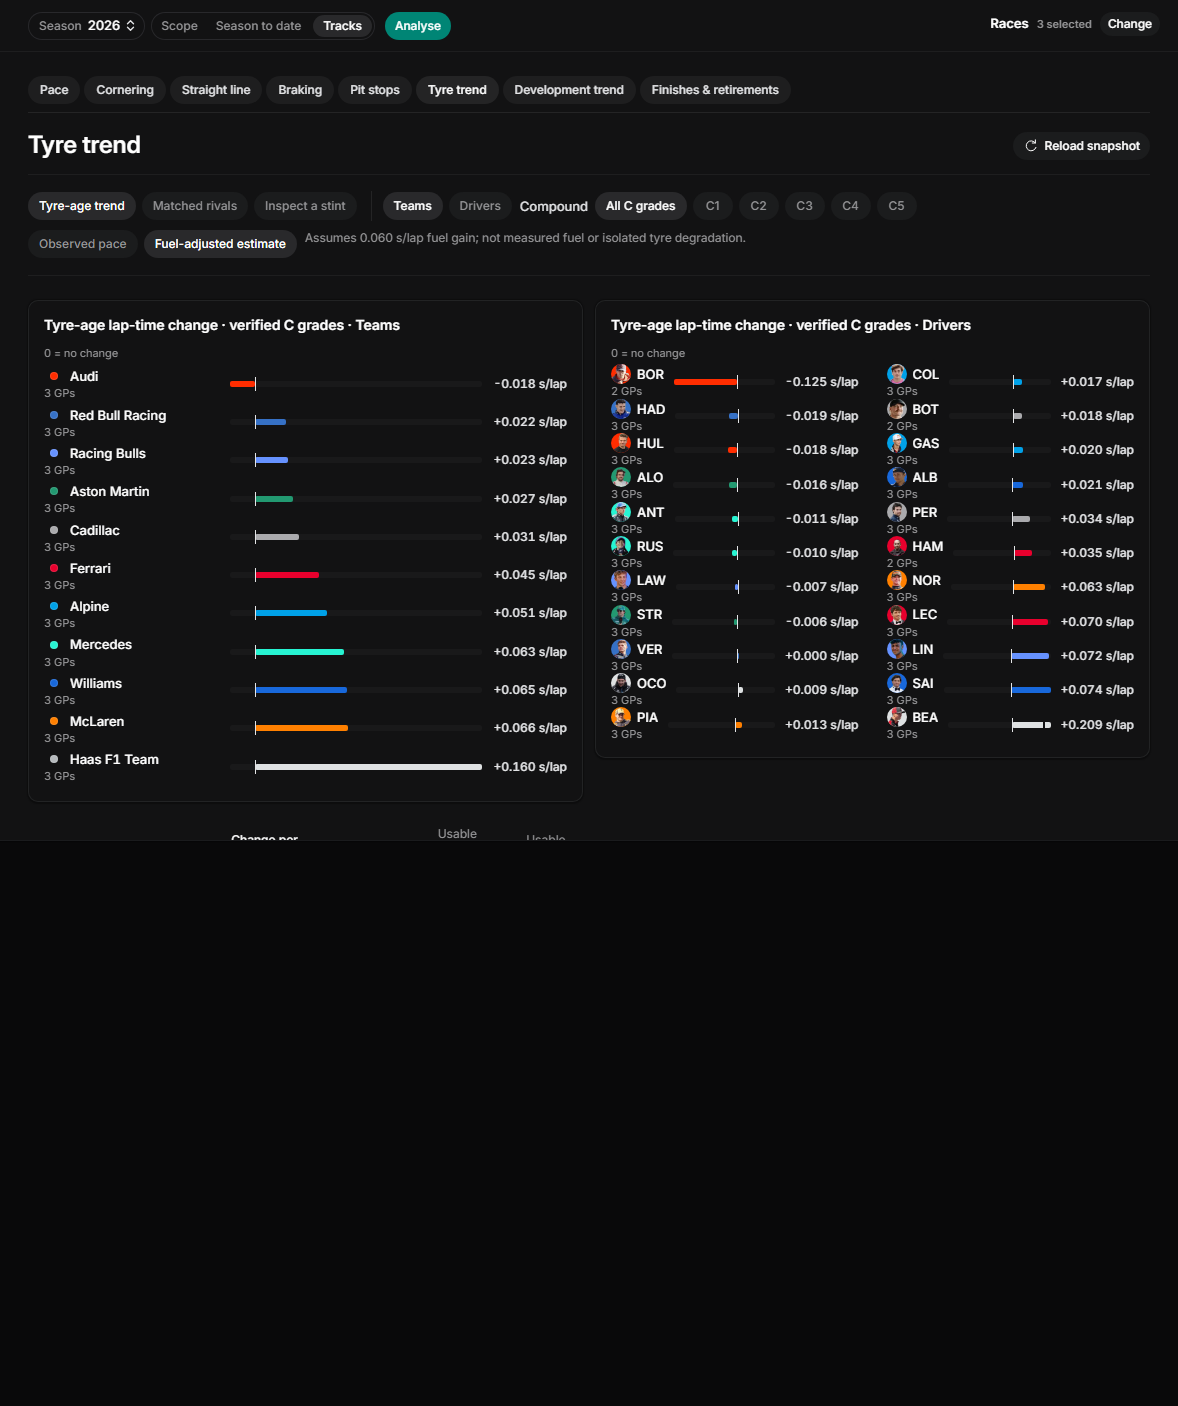 Season 2026
Scope Season to date Tracks
Analyse
Races 3 selected Change
Pace Cornering Straight line Braking Pit stops Tyre trend Development trend Finishes & retirements
Tyre trend
Reload snapshot
Tyre-age trend Matched rivals Inspect a stint Teams Drivers Compound All C grades C1 C2 C3 C4 C5
Observed pace Fuel-adjusted estimate Assumes 0.060 s/lap fuel gain; not measured fuel or isolated tyre degradation.
Tyre-age lap-time change · verified C grades · Teams
0 = no change
Audi -0.018 s/lap
3 GPs
Red Bull Racing +0.022 s/lap
3 GPs
Racing Bulls +0.023 s/lap
3 GPs
Aston Martin +0.027 s/lap
3 GPs
Cadillac +0.031 s/lap
3 GPs
Ferrari +0.045 s/lap
3 GPs
Alpine +0.051 s/lap
3 GPs
Mercedes +0.063 s/lap
3 GPs
Williams +0.065 s/lap
3 GPs
McLaren +0.066 s/lap
3 GPs
Haas F1 Team +0.160 s/lap
3 GPs
Tyre-age lap-time change · verified C grades · Drivers
0 = no change
BOR -0.125 s/lap
2 GPs
HAD -0.019 s/lap
3 GPs
HUL -0.018 s/lap
3 GPs
ALO -0.016 s/lap
3 GPs
ANT -0.011 s/lap
3 GPs
RUS -0.010 s/lap
3 GPs
LAW -0.007 s/lap
3 GPs
STR -0.006 s/lap
3 GPs
VER +0.000 s/lap
3 GPs
OCO +0.009 s/lap
3 GPs
PIA +0.013 s/lap
3 GPs
COL +0.017 s/lap
3 GPs
BOT +0.018 s/lap
2 GPs
GAS +0.020 s/lap
3 GPs
ALB +0.021 s/lap
3 GPs
PER +0.034 s/lap
3 GPs
HAM +0.035 s/lap
2 GPs
NOR +0.063 s/lap
3 GPs
LEC +0.070 s/lap
3 GPs
LIN +0.072 s/lap
3 GPs
SAI +0.074 s/lap
3 GPs
BEA +0.209 s/lap
3 GPs
Change per Usable Usable